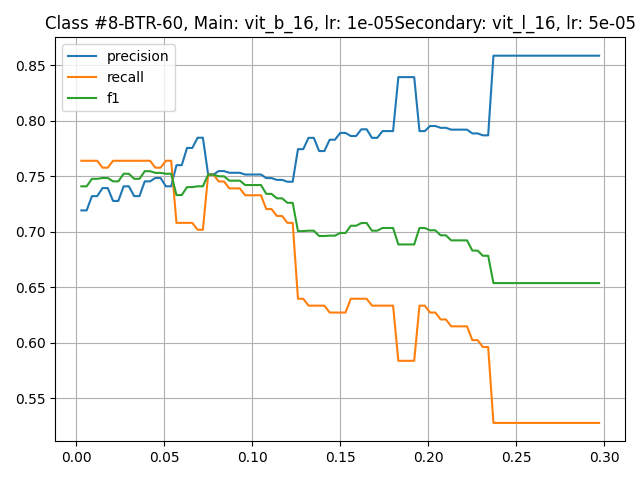 Class #8-BTR-60, Main: vit_b_16, lr: 1e-05Secondary: vit_l_16, lr: 5e-05
precision
recall
f1
0.85
0.80
0.75
0.70
0.65
0.60
0.55
0.00 0.05 0.10 0.15 0.20 0.25 0.30